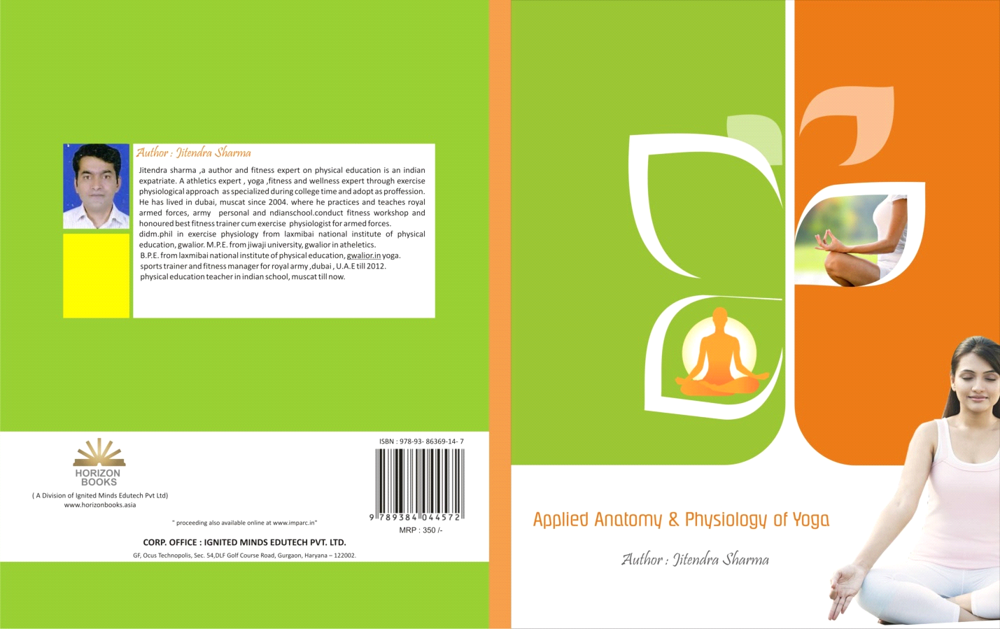 Author : Jitendra Sharma
Jitendra sharma ,a author and fitness expert on physical education is an indian
expatriate. A athletics expert , yoga ,fitness and wellness expert through exercise
physiological approach as specialized during college time and adopt as proffession.
He has lived in dubai, muscat since 2004. where he practices and teaches royal
armed forces, army personal and ndianschool.conduct fitness workshop and
honoured best fitness trainer cum exercise physiologist for armed forces.
didm.phil in exercise physiology from laxmibai national institute of physical
education, gwalior. M.P.E. from jiwaji university, gwalior in atheletics.
B.P.E. from laxmibai national institute of physical education, gwalior.in yoga.
sports trainer and fitness manager for royal army ,dubai , U.A.E till 2012.
physical education teacher in indian school, muscat till now.
HORIZON
BOOKS
( A Division of Ignited Minds Edutech Pvt Ltd)
www.horizonbooks.asia
ISBN : 978-93- 86369-14- 7
9 789384 044572
MRP : 350 /-
" proceeding also available online at www.imparc.in"
CORP. OFFICE : IGNITED MINDS EDUTECH PVT. LTD.
GF, Ocus Technopolis, Sec. 54,DLF Golf Course Road, Gurgaon, Haryana – 122002.
Applied Anatomy & Physiology of Yoga
Author : Jitendra Sharma